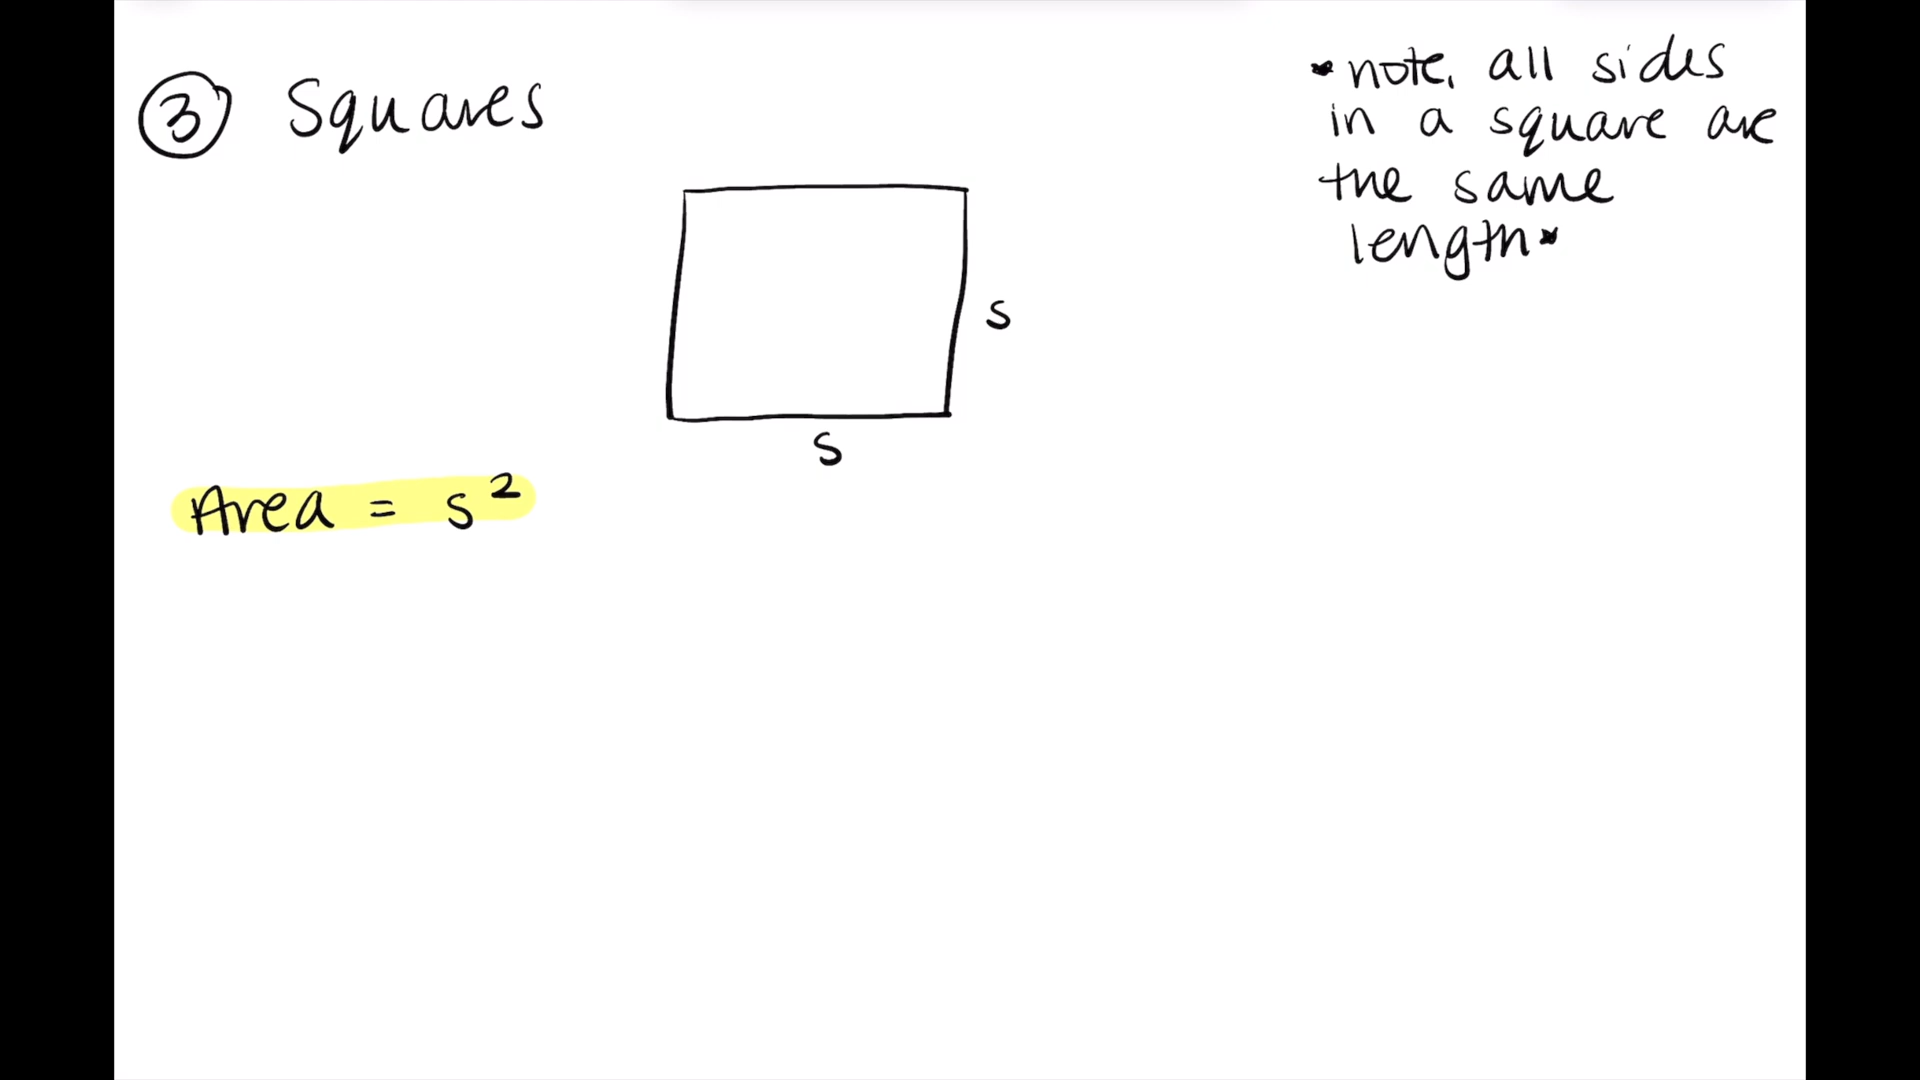 ③ Squares
*note, all sides
in a square are
the same
length*
s
s
Area = s²